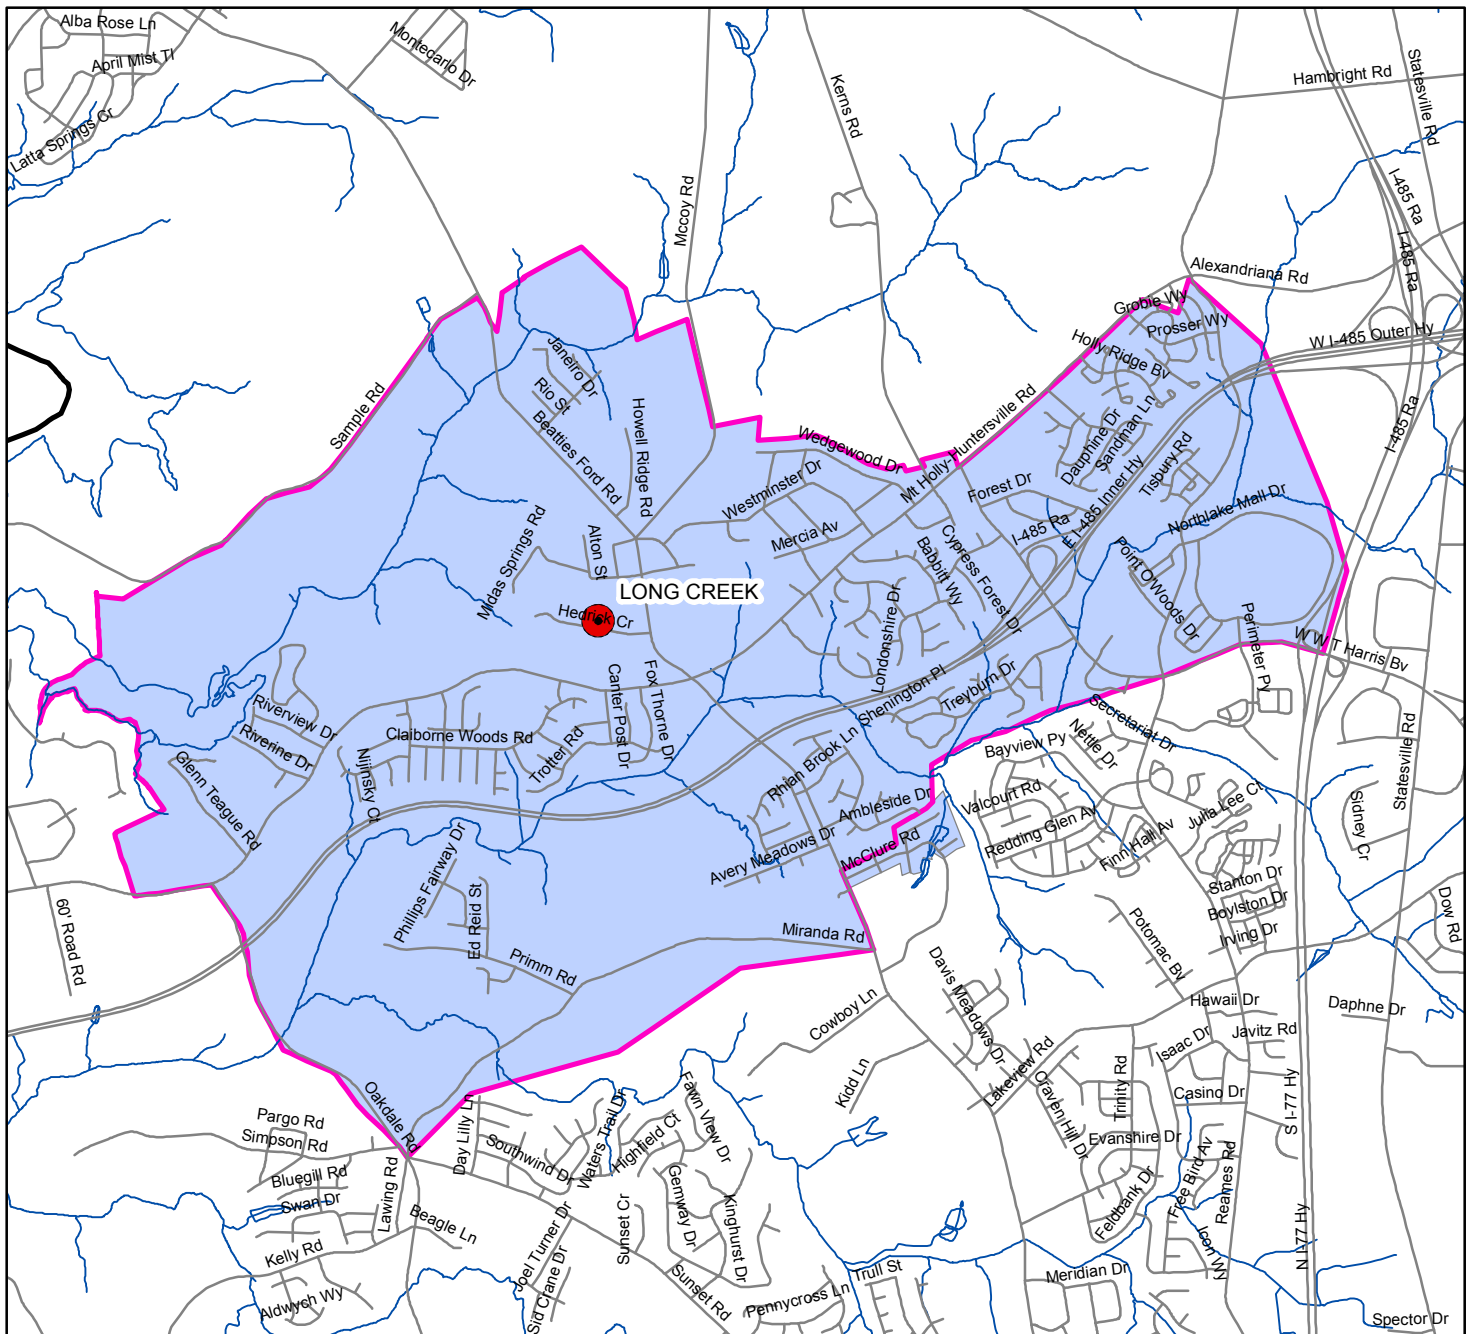 Alba Rose Ln
April Mist Tl
Montecarlo Dr
Latta Springs Cr
Kerns Rd
Hambright Rd
Statesville Rd
I-485 Ra
I-485 Ra
Mccoy Rd
Alexandriana Rd
Grobie Wy
Prosser Wy
W I-485 Outer Hy
Holly Ridge Bv
Janeiro Dr
Rio St
Sample Rd
Beatties Ford Rd
Howell Ridge Rd
Wedgewood Dr
Mt Holly-Huntersville Rd
Dauphine Dr
Sandman Ln
I-485 Ra
Westminster Dr
Forest Dr
Tisbury Rd
E I-485 Inner Hy
Northlake Mall Dr
Mercia Av
I-485 Ra
Midas Springs Rd
Alton St
Babbitt Wy
Cypress Forest Dr
Point O'Woods Dr
LONG CREEK
Hedrick Cr
Londonshire Dr
Perimeter Py
W W T Harris Bv
Riverview Dr
Riverine Dr
Canter Post Dr
Fox Thorne Dr
Shenington Pl
Treyburn Dr
Secretariat Dr
Claiborne Woods Rd
Trotter Rd
Nijinsky Ct
Glenn Teague Rd
Rhian Brook Ln
Bayview Py
Nettle Dr
Statesville Rd
Ambleside Dr
Valcourt Rd
Julia Lee Ct
Sidney Cr
Redding Glen Av
Finn Hall Av
Avery Meadows Dr
McClure Rd
Phillips Fairway Dr
Ed Reid St
Stanton Dr
Boylston Dr
Irving Dr
Dow Rd
60' Road Rd
Miranda Rd
Primm Rd
Potomac Bv
Davis Meadows Dr
Cowboy Ln
Hawaii Dr
Daphne Dr
Javitz Rd
Isaac Dr
Lakeview Rd
Kidd Ln
Craven Hill Dr
Trinity Rd
Casino Dr
S I-77 Hy
Oakdale Rd
Pargo Rd
Simpson Rd
Day Lilly Ln
Waters Trail Dr
Fawn View Dr
Highfield Ct
Evanshire Dr
Southwind Dr
Bluegill Rd
Swan Dr
Lawing Rd
Beagle Ln
Free Bird Av
Reames Rd
Feldbank Dr
Gemway Dr
Kinghurst Dr
Sunset Cr
Joel Turner Dr
Kelly Rd
Icon Wy
N I-77 Hy
Sid Crane Dr
Sunset Rd
Trull St
Meridian Dr
Aldwych Wy
Pennycross Ln
Spector Dr